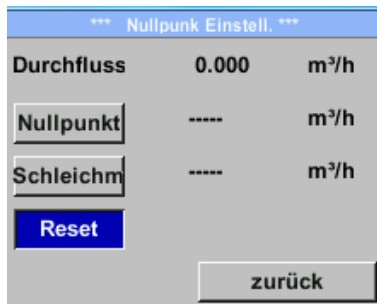 *** Nullpunk Einstell. ***
Durchfluss 0.000 m³/h
Nullpunkt ----- m³/h
Schleichm ----- m³/h
Reset
zurück